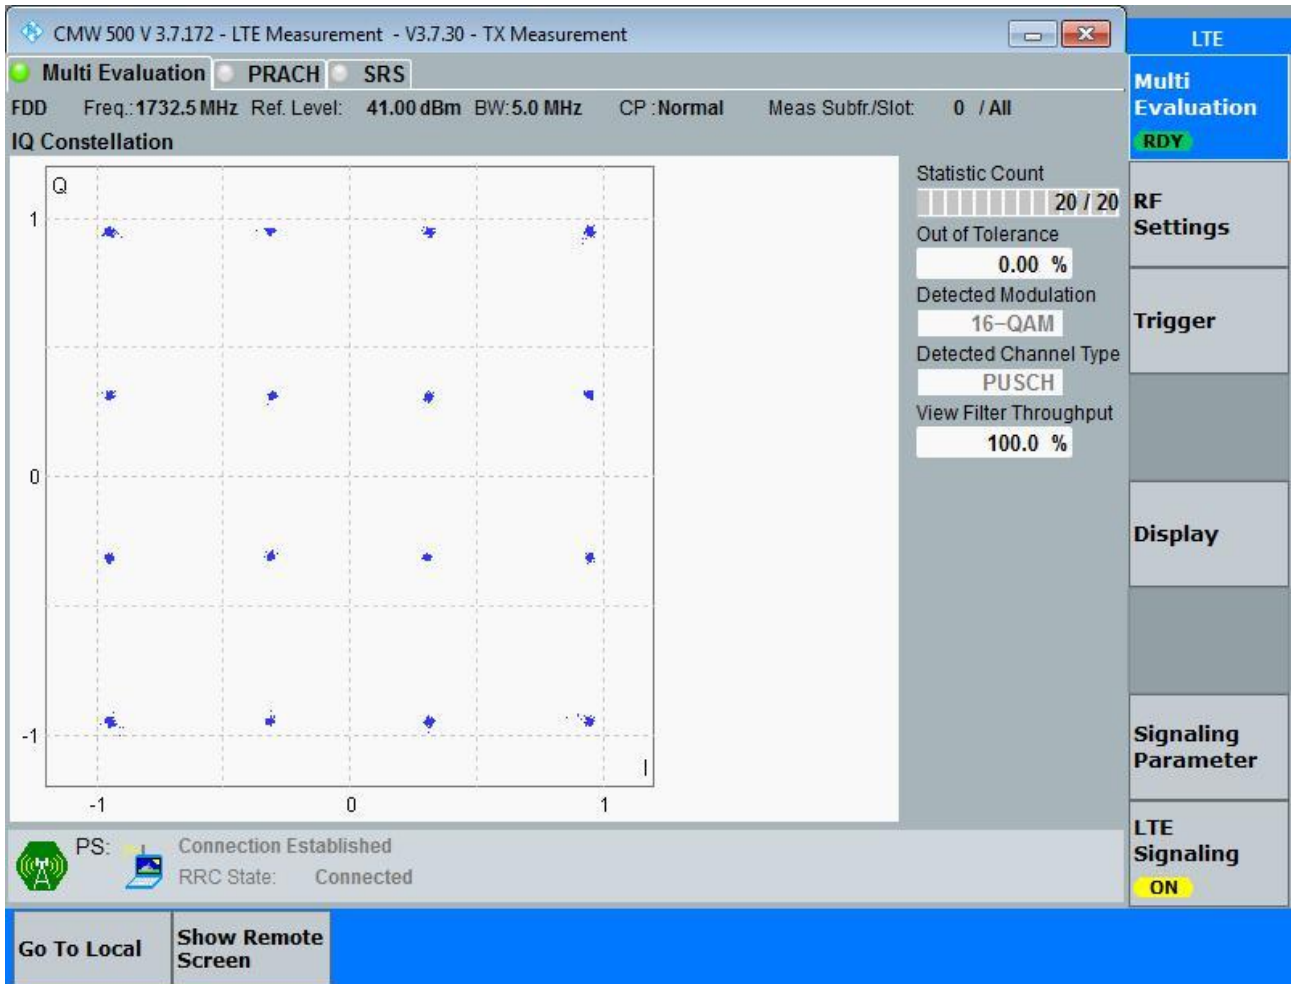 CMW 500 V 3.7.172 - LTE Measurement - V3.7.30 - TX Measurement
LTE
Multi Evaluation PRACH SRS
FDD Freq.:1732.5 MHz Ref. Level: 41.00 dBm BW:5.0 MHz CP :Normal Meas Subfr./Slot: 0 / All
IQ Constellation
Q
1
0
-1
I
-1 0 1
Statistic Count
20 / 20
Out of Tolerance
0.00 %
Detected Modulation
16-QAM
Detected Channel Type
PUSCH
View Filter Throughput
100.0 %
Multi
Evaluation
RDY
RF
Settings
Trigger
Display
Signaling
Parameter
LTE
Signaling
ON
PS: Connection Established
RRC State: Connected
Go To Local
Show Remote
Screen